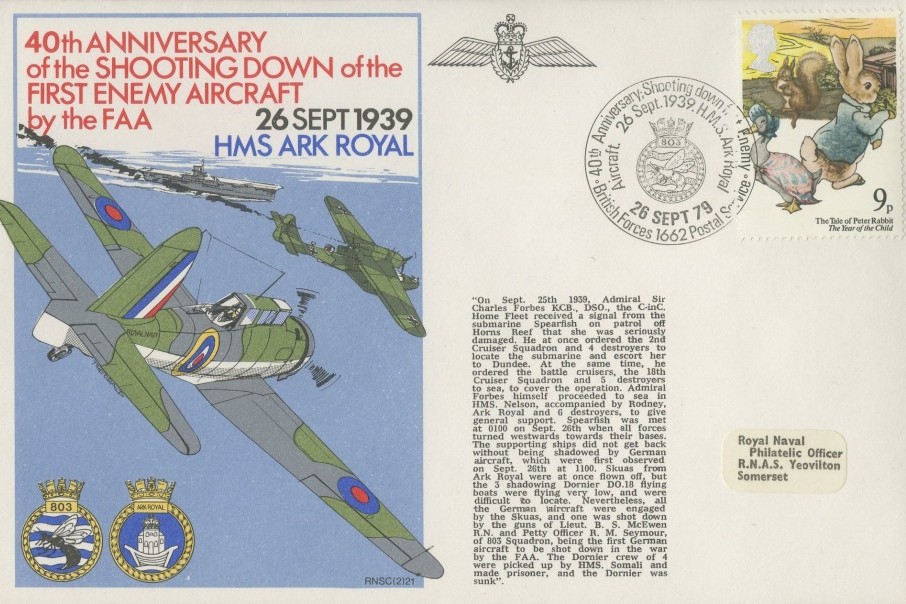 40th ANNIVERSARY
of the SHOOTING DOWN of the
FIRST ENEMY AIRCRAFT
by the FAA 26 SEPT 1939
HMS ARK ROYAL
ROYAL NAVY
803
ARK ROYAL
RNSC(2)21
40th Anniversary: Shooting down
Enemy
Aircraft. 26 Sept. 1939. H.M.S. Ark Royal
803
26 SEPT 79
British Forces 1662 Postal
9p
The Tale of Peter Rabbit
The Year of the Child
"On Sept. 25th 1939, Admiral Sir
Charles Forbes KCB., DSO., the C-inC.
Home Fleet received a signal from the
submarine Spearfish on patrol off
Horns Reef that she was seriously
damaged. He at once ordered the 2nd
Cruiser Squadron and 4 destroyers to
locate the submarine and escort her
to Dundee. At the same time, he
ordered the battle cruisers, the 18th
Cruiser Squadron and 5 destroyers
to sea, to cover the operation. Admiral
Forbes himself proceeded to sea in
HMS. Nelson, accompanied by Rodney,
Ark Royal and 6 destroyers, to give
general support. Spearfish was met
at 0100 on Sept. 26th when all forces
turned westwards towards their bases.
The supporting ships did not get back
without being shadowed by German
aircraft, which were first observed
on Sept. 26th at 1100. Skuas from
Ark Royal were at once flown off, but
the 3 shadowing Dornier DO.18 flying
boats were flying very low, and were
difficult to locate. Nevertheless, all
the German aircraft were engaged
by the Skuas, and one was shot down
by the guns of Lieut. B. S. McEwen
R.N. and Petty Officer R. M. Seymour,
of 803 Squadron, being the first German
aircraft to be shot down in the war
by the FAA. The Dornier crew of 4
were picked up by HMS. Somali and
made prisoner, and the Dornier was
sunk".
Royal Naval
Philatelic Officer
R.N.A.S. Yeovilton
Somerset